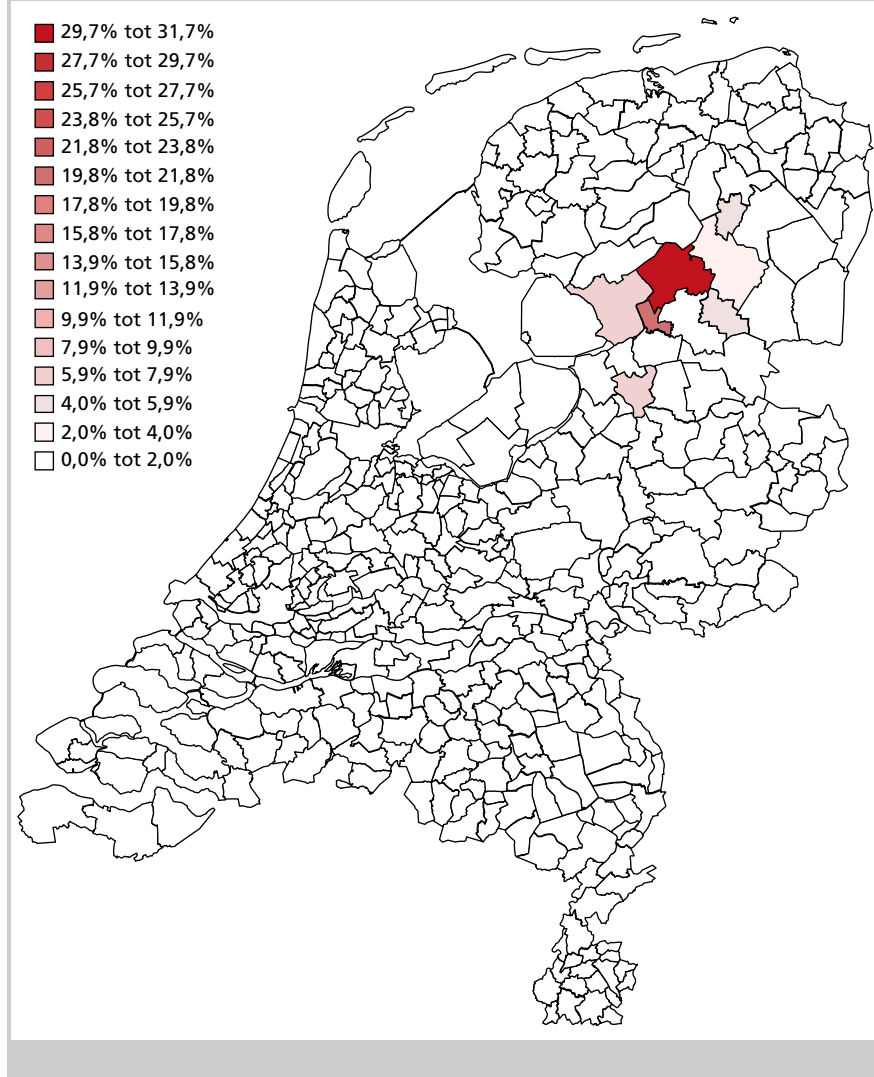 29,7% tot 31,7%
27,7% tot 29,7%
25,7% tot 27,7%
23,8% tot 25,7%
21,8% tot 23,8%
19,8% tot 21,8%
17,8% tot 19,8%
15,8% tot 17,8%
13,9% tot 15,8%
11,9% tot 13,9%
9,9% tot 11,9%
7,9% tot 9,9%
5,9% tot 7,9%
4,0% tot 5,9%
2,0% tot 4,0%
0,0% tot 2,0%